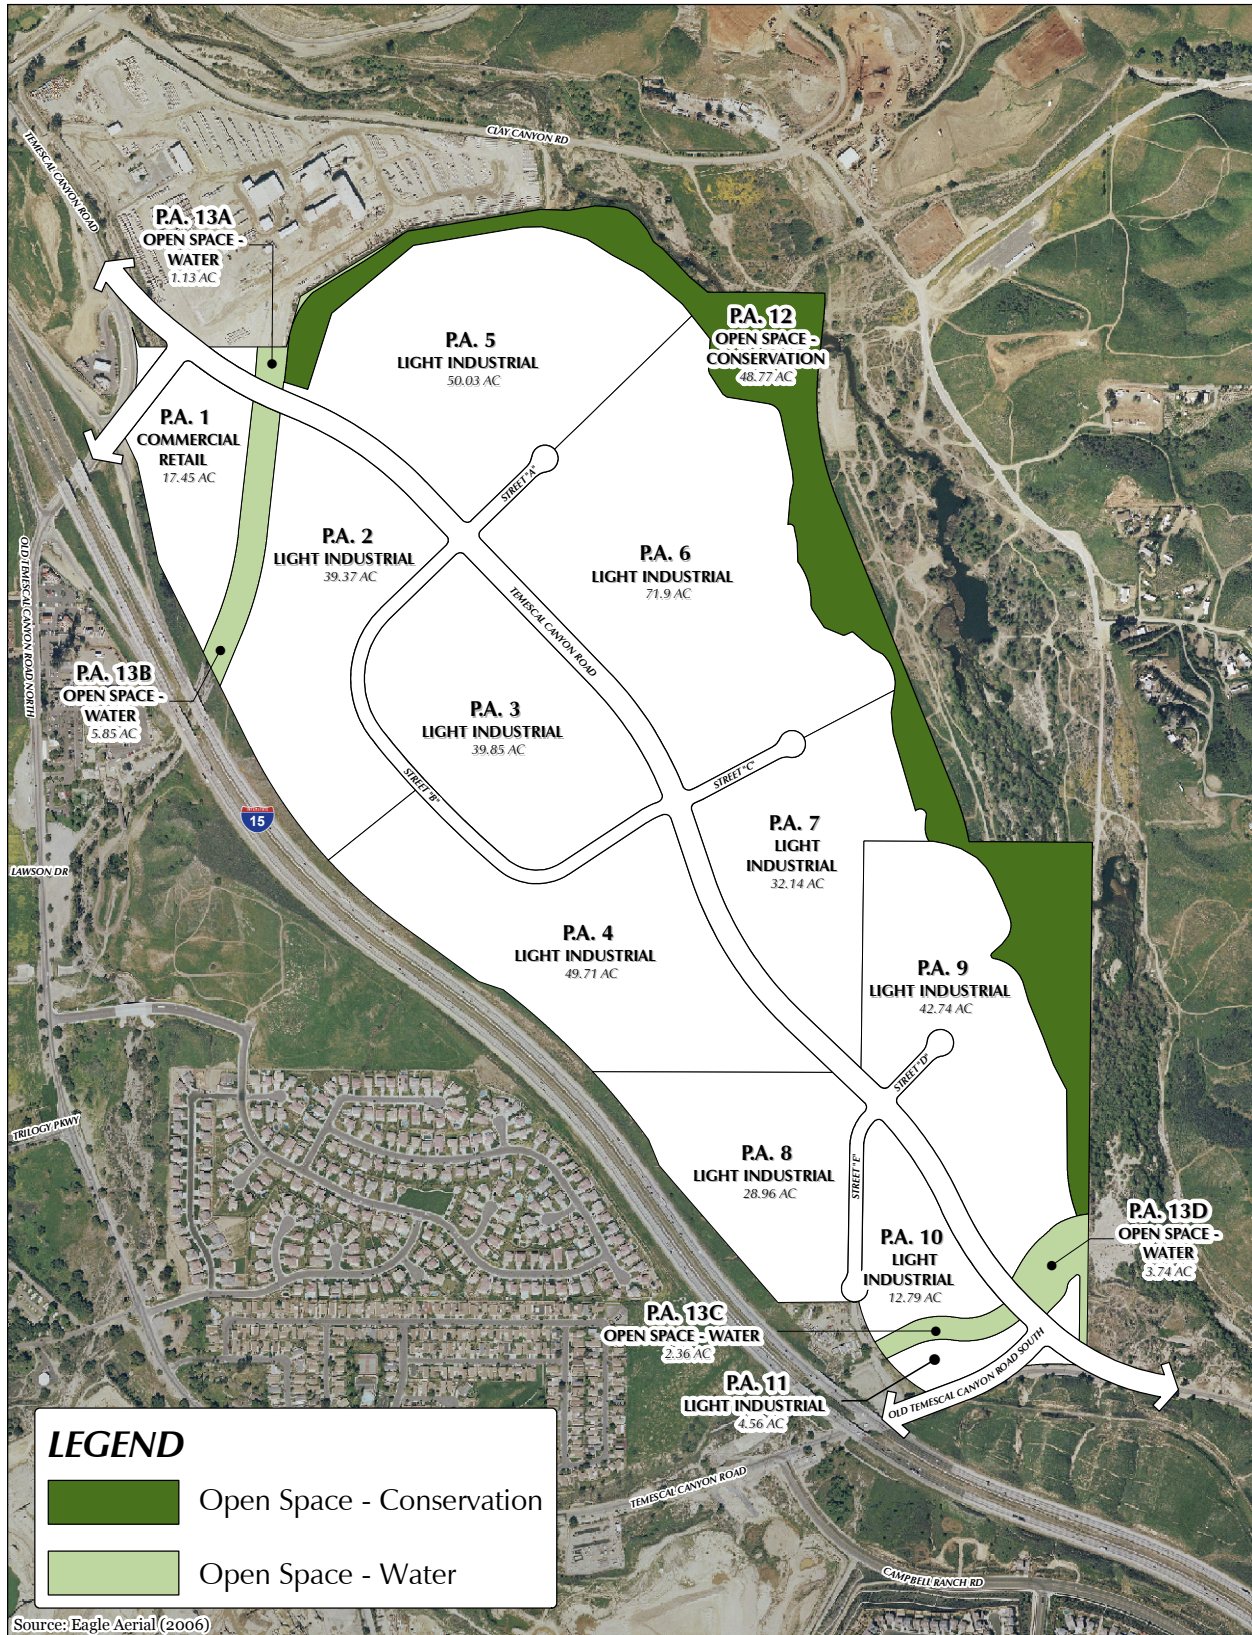 CLAY CANYON RD
TEMESCAL CANYON ROAD
P.A. 13A
OPEN SPACE -
WATER
1.13 AC
P.A. 5
LIGHT INDUSTRIAL
50.03 AC
P.A. 12
OPEN SPACE -
CONSERVATION
48.77 AC
P.A. 1
COMMERCIAL
RETAIL
17.45 AC
STREET "A"
P.A. 2
LIGHT INDUSTRIAL
39.37 AC
P.A. 6
LIGHT INDUSTRIAL
71.9 AC
OLD TEMESCAL CANYON ROAD NORTH
TEMESCAL CANYON ROAD
P.A. 13B
OPEN SPACE -
WATER
5.85 AC
P.A. 3
LIGHT INDUSTRIAL
39.85 AC
STREET "B"
STREET "C"
INTERSTATE
15
P.A. 7
LIGHT
INDUSTRIAL
32.14 AC
LAWSON DR
P.A. 4
LIGHT INDUSTRIAL
49.71 AC
P.A. 9
LIGHT INDUSTRIAL
42.74 AC
STREET "D"
TRILOGY PKWY
P.A. 8
LIGHT INDUSTRIAL
28.96 AC
STREET "E"
P.A. 13D
OPEN SPACE -
WATER
3.74 AC
P.A. 10
LIGHT
INDUSTRIAL
12.79 AC
P.A. 13C
OPEN SPACE - WATER
2.36 AC
P.A. 11
LIGHT INDUSTRIAL
4.56 AC
OLD TEMESCAL CANYON ROAD SOUTH
TEMESCAL CANYON ROAD
CAMPBELL RANCH RD
LEGEND
Open Space - Conservation
Open Space - Water
Source: Eagle Aerial (2006)